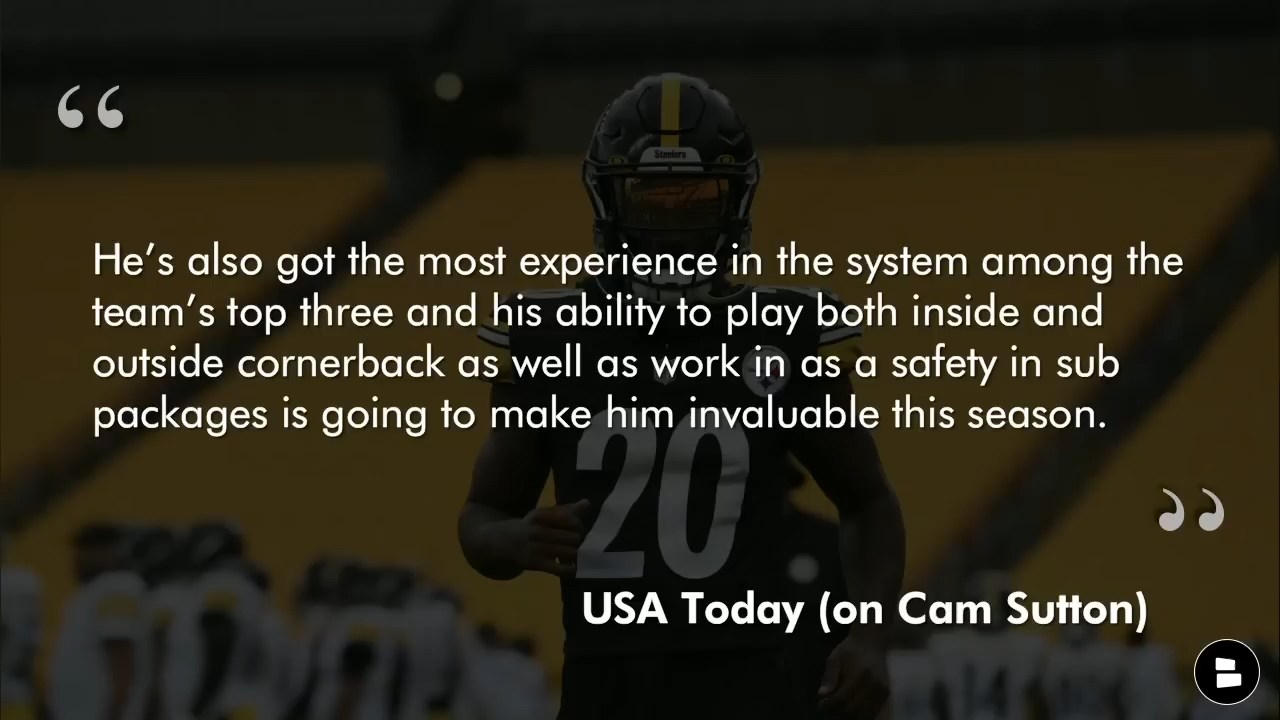 Steelers
“
He’s also got the most experience in the system among the
team’s top three and his ability to play both inside and
outside cornerback as well as work in as a safety in sub
packages is going to make him invaluable this season.
”
20
USA Today (on Cam Sutton)